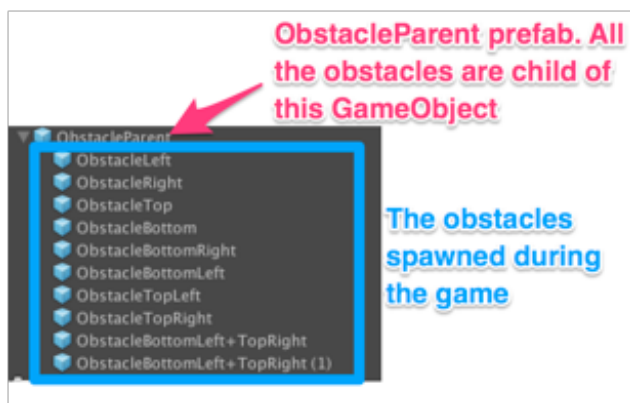 ObstacleParent prefab. All
the obstacles are child of
this GameObject
ObstacleParent
ObstacleLeft
ObstacleRight
ObstacleTop
ObstacleBottom
ObstacleBottomRight
ObstacleBottomLeft
ObstacleTopLeft
ObstacleTopRight
ObstacleBottomLeft+TopRight
ObstacleBottomLeft+TopRight (1)
The obstacles
spawned during
the game